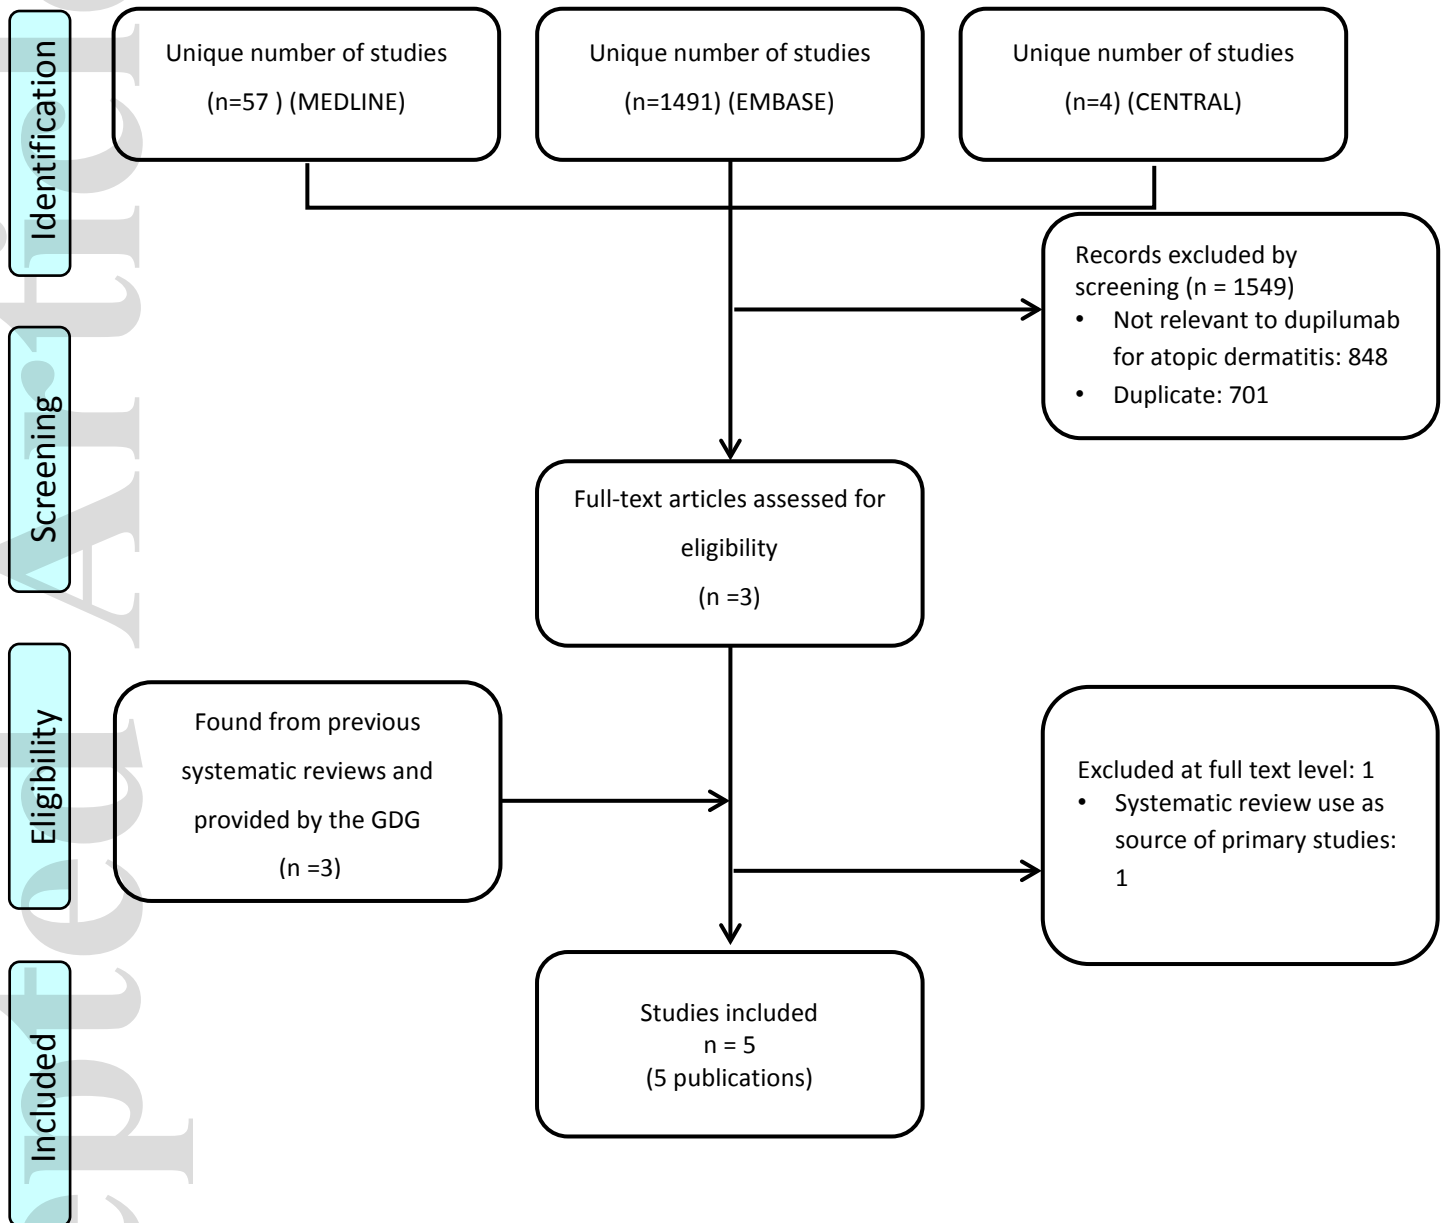 Identification
Unique number of studies
(n=57 ) (MEDLINE)
Unique number of studies
(n=1491) (EMBASE)
Unique number of studies
(n=4) (CENTRAL)
Records excluded by
screening (n = 1549)
• Not relevant to dupilumab
for atopic dermatitis: 848
• Duplicate: 701
Screening
Full-text articles assessed for
eligibility
(n =3)
Eligibility
Found from previous
systematic reviews and
provided by the GDG
(n =3)
Excluded at full text level: 1
• Systematic review use as
source of primary studies:
1
Included
Studies included
n = 5
(5 publications)
epted Article